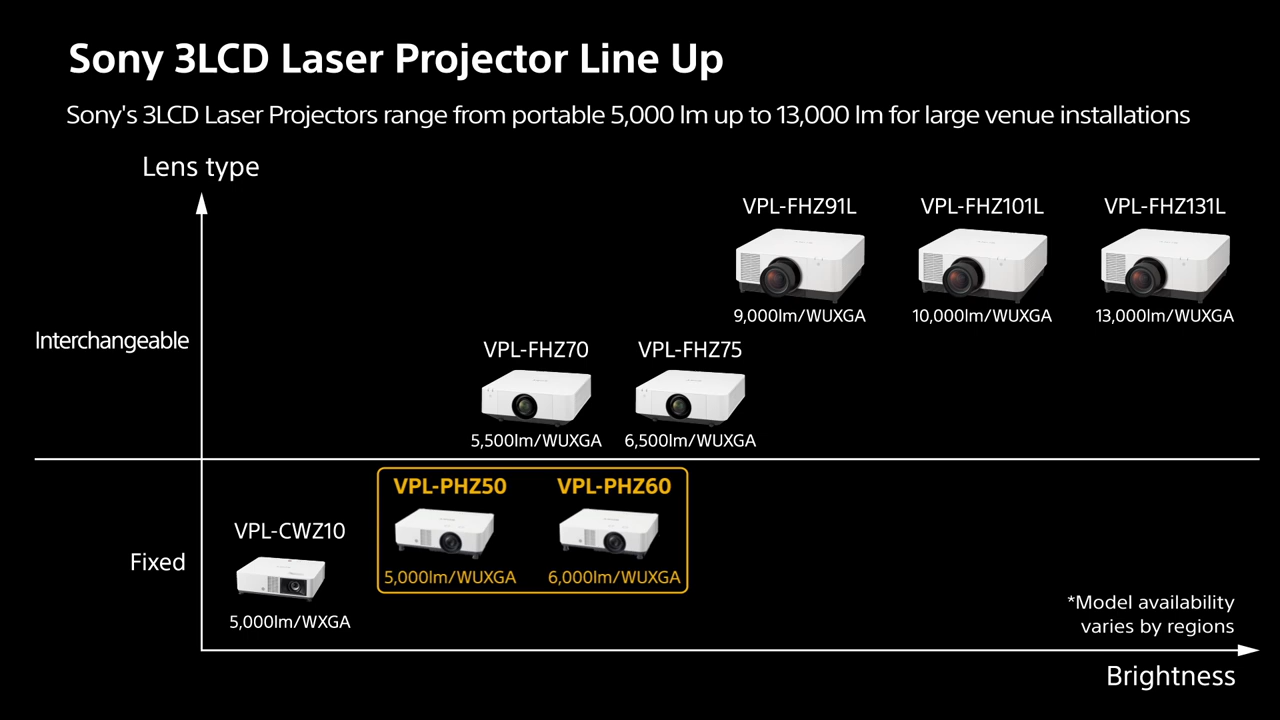 Sony 3LCD Laser Projector Line Up
Sony's 3LCD Laser Projectors range from portable 5,000 lm up to 13,000 lm for large venue installations
Lens type
VPL-FHZ91L
VPL-FHZ101L
VPL-FHZ131L
9,000lm/WUXGA
10,000lm/WUXGA
13,000lm/WUXGA
Interchangeable
VPL-FHZ70
VPL-FHZ75
5,500lm/WUXGA
6,500lm/WUXGA
VPL-PHZ50
VPL-PHZ60
VPL-CWZ10
Fixed
5,000lm/WUXGA
6,000lm/WUXGA
5,000lm/WXGA
*Model availability
varies by regions
Brightness